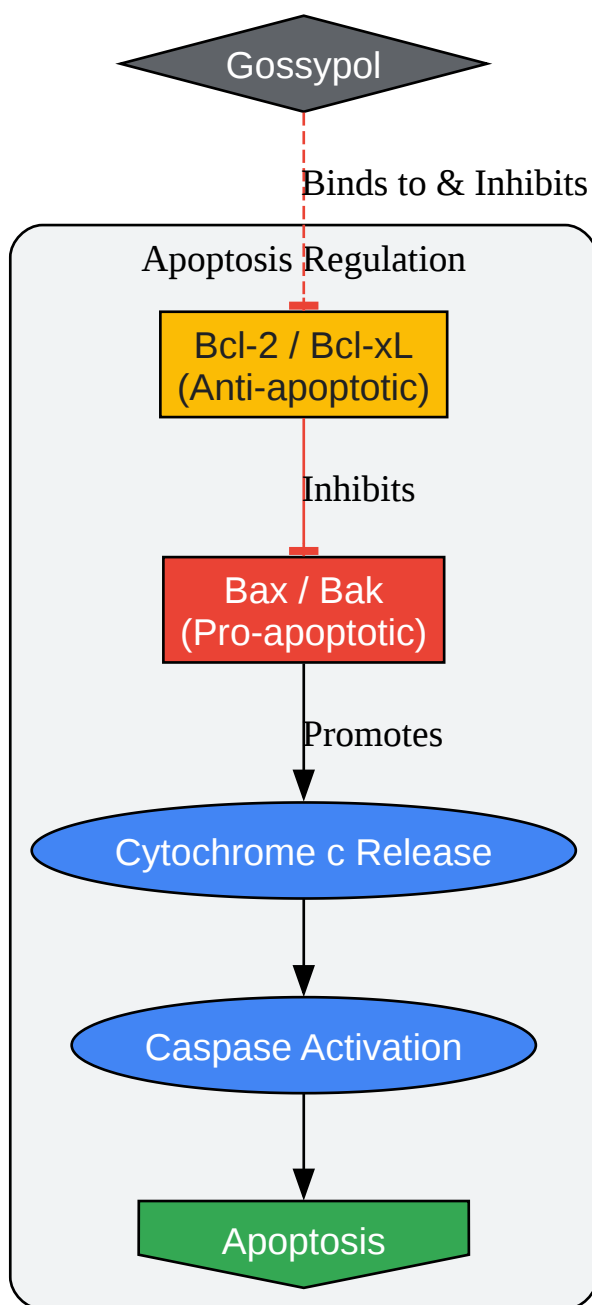 Gossypol
Binds to & Inhibits
Apoptosis Regulation
Bcl-2 / Bcl-xL
(Anti-apoptotic)
Inhibits
Bax / Bak
(Pro-apoptotic)
Promotes
Cytochrome c Release
Caspase Activation
Apoptosis